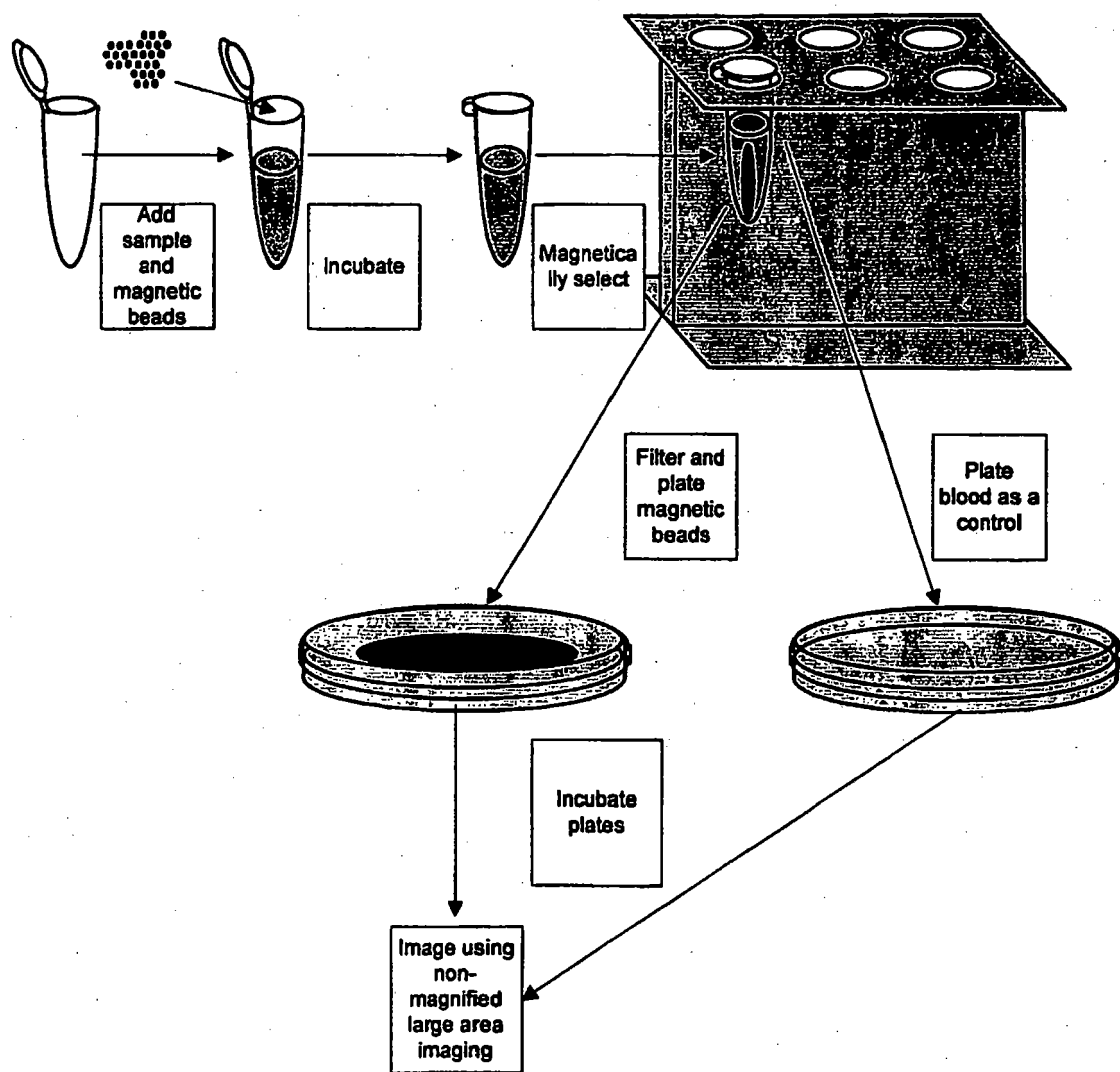 Add
sample
and
magnetic
beads
Incubate
Magnetica
lly select
Filter and
plate
magnetic
beads
Plate
blood as a
control
Incubate
plates
Image using
non-
magnified
large area
imaging